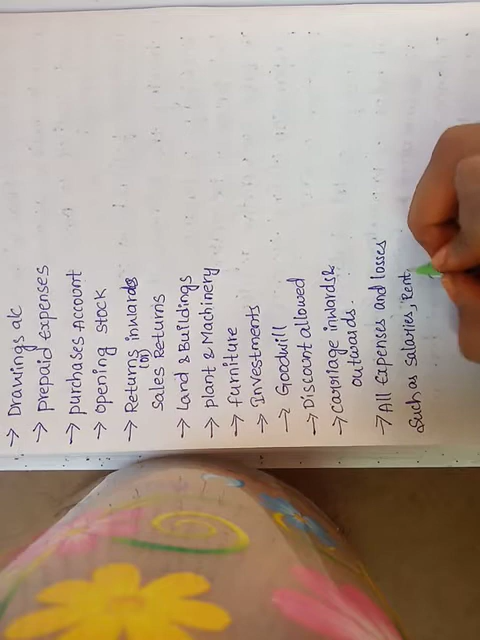 → Drawings a/c
→ prepaid Expenses
→ purchases Account
→ opening stock
→ Returns inwards
(or)
sales Returns
→ Land & Buildings
→ plant & Machinery
→ Furniture
→ Investments
→ Goodwill
→ Discount allowed
→ carriage inwards &
outwards.
→ All Expenses and losses
Such as salaries, Rent,